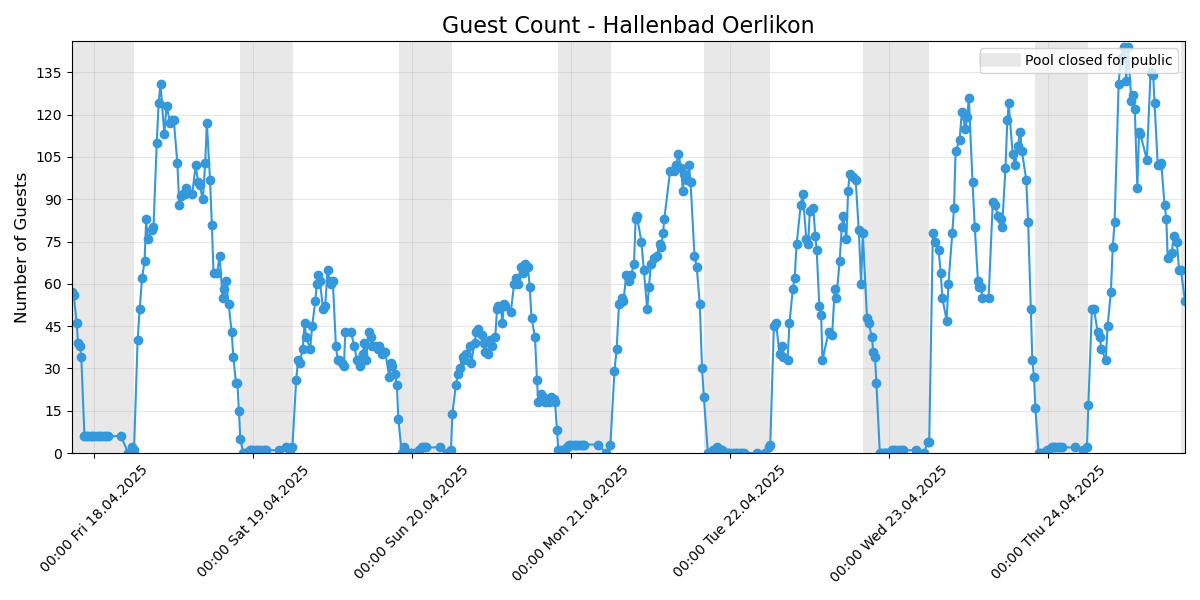 Guest Count - Hallenbad Oerlikon
Pool closed for public
Number of Guests
135
120
105
90
75
60
45
30
15
0
00:00 Fri 18.04.2025
00:00 Sat 19.04.2025
00:00 Sun 20.04.2025
00:00 Mon 21.04.2025
00:00 Tue 22.04.2025
00:00 Wed 23.04.2025
00:00 Thu 24.04.2025